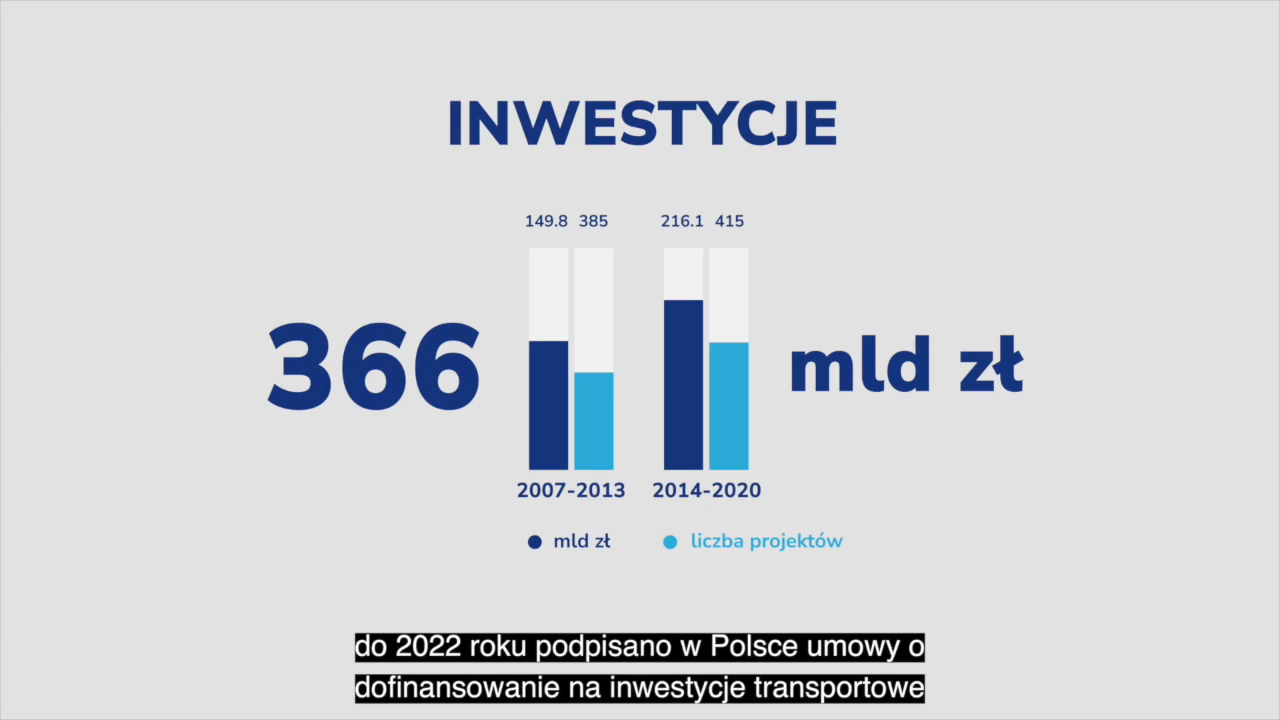 INWESTYCJE
149.8 385 216.1 415
366 mld zł
2007-2013 2014-2020
mld zł liczba projektów
do 2022 roku podpisano w Polsce umowy o
dofinansowanie na inwestycje transportowe